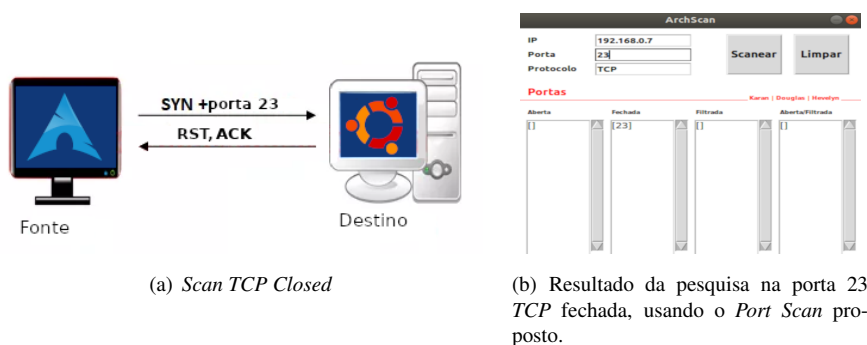 SYN +porta 23
RST, ACK
Fonte
Destino
(a) Scan TCP Closed
ArchScan
IP
192.168.0.7
Porta
23
Protocolo
TCP
Scanear
Limpar
Portas
Karan | Douglas | Hevelyn
Aberta
Fechada
Filtrada
Aberta/Filtrada
[]
[23]
[]
[]
(b) Resultado da pesquisa na porta 23
TCP fechada, usando o Port Scan pro-
posto.